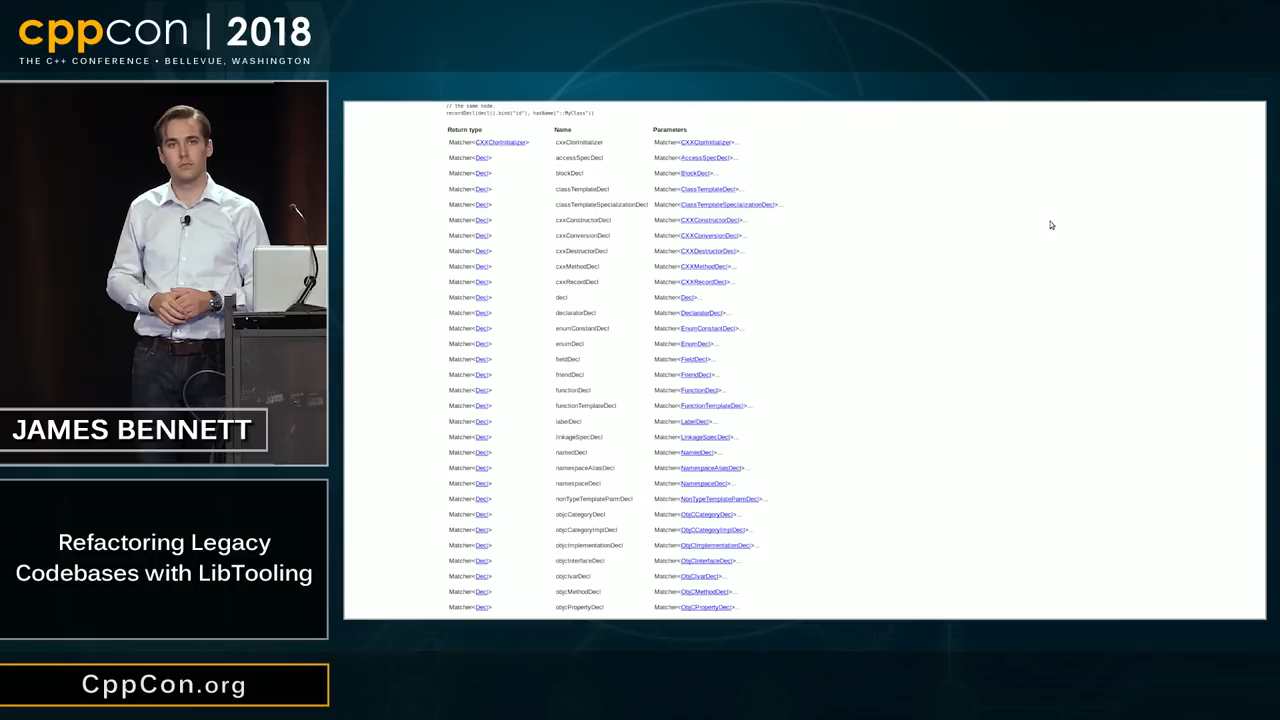 cppcon | 2018
THE C++ CONFERENCE • BELLEVUE, WASHINGTON
JAMES BENNETT
Refactoring Legacy
Codebases with LibTooling
CppCon.org
// the same node.
recordDecl(decl().bind("id"), hasName("::MyClass"))
Return type Name Parameters
Matcher<CXXCtorInitializer> cxxCtorInitializer Matcher<CXXCtorInitializer>...
Matcher<Decl> accessSpecDecl Matcher<AccessSpecDecl>...
Matcher<Decl> blockDecl Matcher<BlockDecl>...
Matcher<Decl> classTemplateDecl Matcher<ClassTemplateDecl>...
Matcher<Decl> classTemplateSpecializationDecl Matcher<ClassTemplateSpecializationDecl>...
Matcher<Decl> cxxConstructorDecl Matcher<CXXConstructorDecl>...
Matcher<Decl> cxxConversionDecl Matcher<CXXConversionDecl>...
Matcher<Decl> cxxDestructorDecl Matcher<CXXDestructorDecl>...
Matcher<Decl> cxxMethodDecl Matcher<CXXMethodDecl>...
Matcher<Decl> cxxRecordDecl Matcher<CXXRecordDecl>...
Matcher<Decl> decl Matcher<Decl>...
Matcher<Decl> declaratorDecl Matcher<DeclaratorDecl>...
Matcher<Decl> enumConstantDecl Matcher<EnumConstantDecl>...
Matcher<Decl> enumDecl Matcher<EnumDecl>...
Matcher<Decl> fieldDecl Matcher<FieldDecl>...
Matcher<Decl> friendDecl Matcher<FriendDecl>...
Matcher<Decl> functionDecl Matcher<FunctionDecl>...
Matcher<Decl> functionTemplateDecl Matcher<FunctionTemplateDecl>...
Matcher<Decl> labelDecl Matcher<LabelDecl>...
Matcher<Decl> linkageSpecDecl Matcher<LinkageSpecDecl>...
Matcher<Decl> namedDecl Matcher<NamedDecl>...
Matcher<Decl> namespaceAliasDecl Matcher<NamespaceAliasDecl>...
Matcher<Decl> namespaceDecl Matcher<NamespaceDecl>...
Matcher<Decl> nonTypeTemplateParmDecl Matcher<NonTypeTemplateParmDecl>...
Matcher<Decl> objcCategoryDecl Matcher<ObjCCategoryDecl>...
Matcher<Decl> objcCategoryImplDecl Matcher<ObjCCategoryImplDecl>...
Matcher<Decl> objcImplementationDecl Matcher<ObjCImplementationDecl>...
Matcher<Decl> objcInterfaceDecl Matcher<ObjCInterfaceDecl>...
Matcher<Decl> objcIvarDecl Matcher<ObjCIvarDecl>...
Matcher<Decl> objcMethodDecl Matcher<ObjCMethodDecl>...
Matcher<Decl> objcPropertyDecl Matcher<ObjCPropertyDecl>...